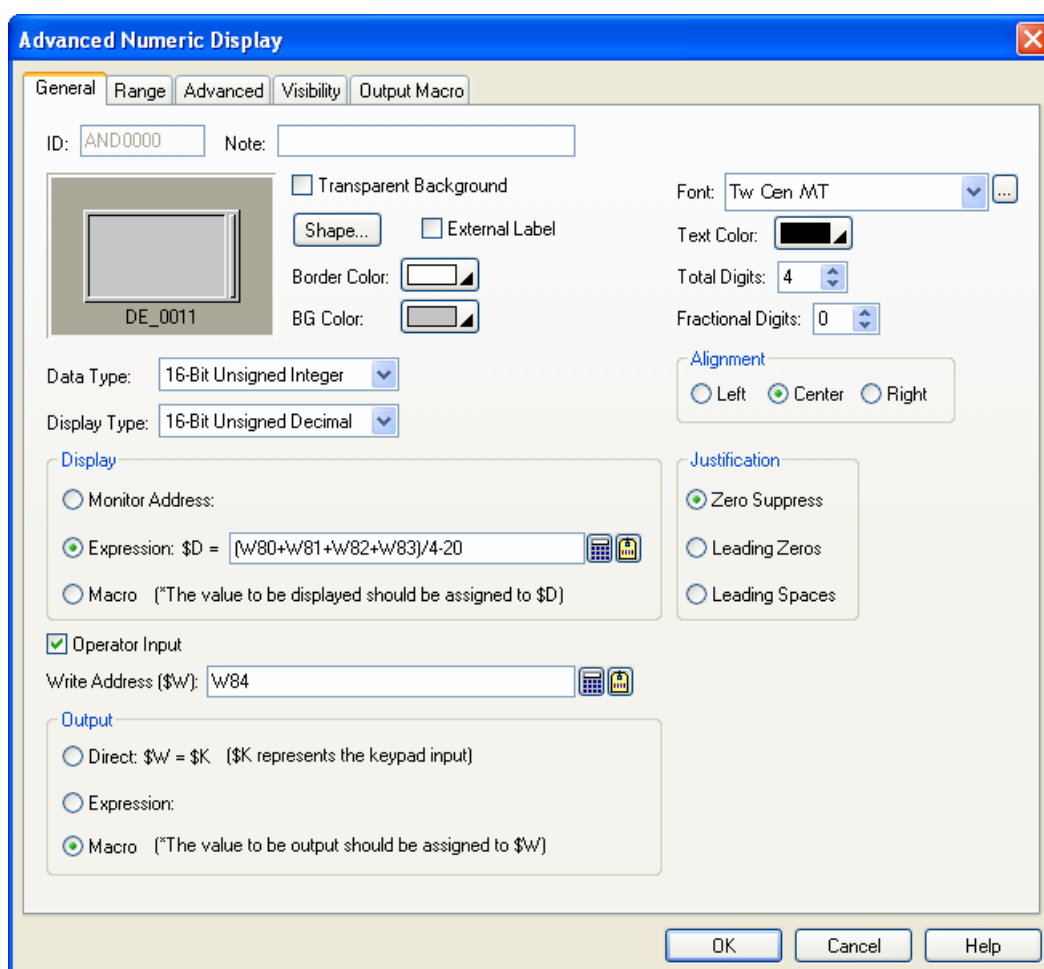 Advanced Numeric Display
General Range Advanced Visibility Output Macro
ID: AND0000 Note:
Transparent Background
Font: Tw Cen MT ...
Shape... External Label
Text Color:
Border Color:
Total Digits: 4
DE_0011
BG Color:
Fractional Digits: 0
Data Type: 16-Bit Unsigned Integer
Alignment
Left Center Right
Display Type: 16-Bit Unsigned Decimal
Display
Monitor Address:
Expression: $D = (W80+W81+W82+W83)/4-20
Macro (*The value to be displayed should be assigned to $D)
Justification
Zero Suppress
Leading Zeros
Leading Spaces
Operator Input
Write Address ($W): W84
Output
Direct: $W = $K ($K represents the keypad input)
Expression:
Macro (*The value to be output should be assigned to $W)
OK Cancel Help